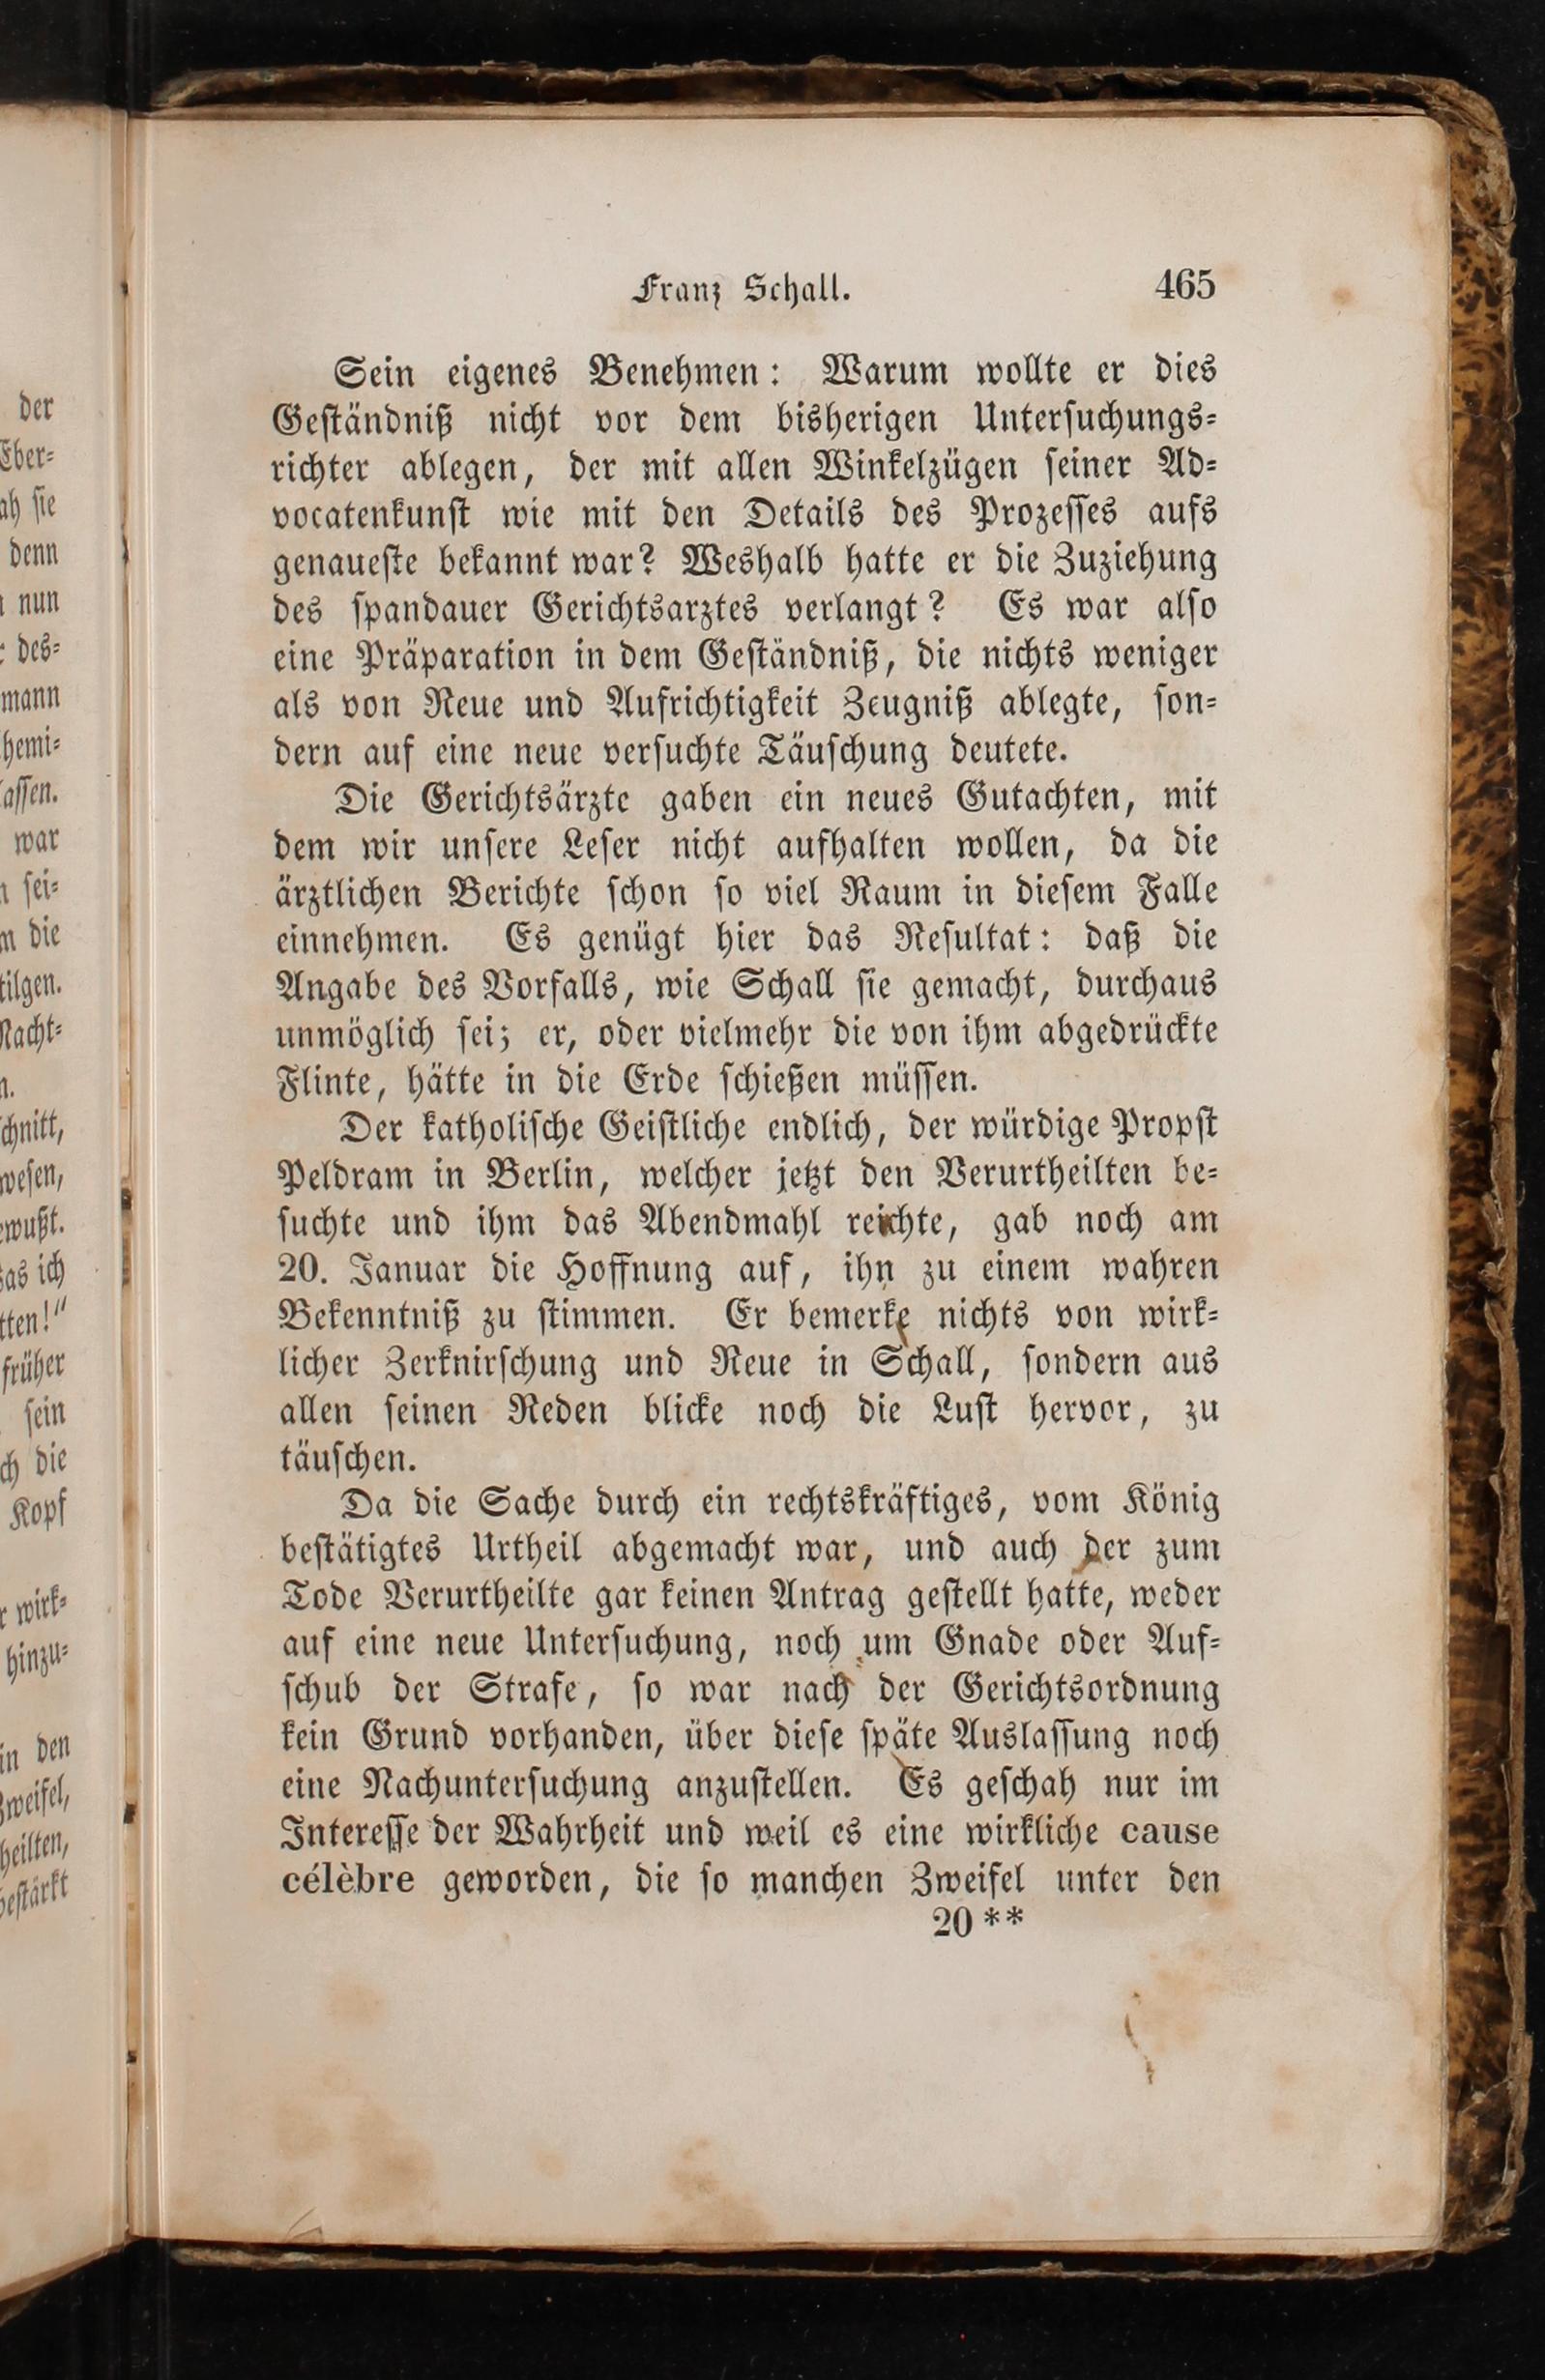 Franz Schall. 465
Sein eigenes Benehmen: Warum wollte er dies
Geständniß nicht vor dem bisherigen Untersuchungs-
richter ablegen, der mit allen Winkelzügen seiner Ad-
vocatenkunst wie mit den Details des Prozesses aufs
genaueste bekannt war? Weshalb hatte er die Zuziehung
des spandauer Gerichtsarztes verlangt? Es war also
eine Präparation in dem Geständniß, die nichts weniger
als von Reue und Aufrichtigkeit Zeugniß ablegte, son-
dern auf eine neue versuchte Täuschung deutete.
Die Gerichtsärzte gaben ein neues Gutachten, mit
dem wir unsere Leser nicht aufhalten wollen, da die
ärztlichen Berichte schon so viel Raum in diesem Falle
einnehmen. Es genügt hier das Resultat: daß die
Angabe des Vorfalls, wie Schall sie gemacht, durchaus
unmöglich sei; er, oder vielmehr die von ihm abgedrückte
Flinte, hätte in die Erde schießen müssen.
Der katholische Geistliche endlich, der würdige Propst
Peldram in Berlin, welcher jetzt den Verurtheilten be-
suchte und ihm das Abendmahl reichte, gab noch am
20. Januar die Hoffnung auf, ihn zu einem wahren
Bekenntniß zu stimmen. Er bemerke nichts von wirk-
licher Zerknirschung und Reue in Schall, sondern aus
allen seinen Reden blicke noch die Lust hervor, zu
täuschen.
Da die Sache durch ein rechtskräftiges, vom König
bestätigtes Urtheil abgemacht war, und auch der zum
Tode Verurtheilte gar keinen Antrag gestellt hatte, weder
auf eine neue Untersuchung, noch um Gnade oder Auf-
schub der Strafe, so war nach der Gerichtsordnung
kein Grund vorhanden, über diese späte Auslassung noch
eine Nachuntersuchung anzustellen. Es geschah nur im
Interesse der Wahrheit und weil es eine wirkliche cause
célèbre geworden, die so manchen Zweifel unter den
20**